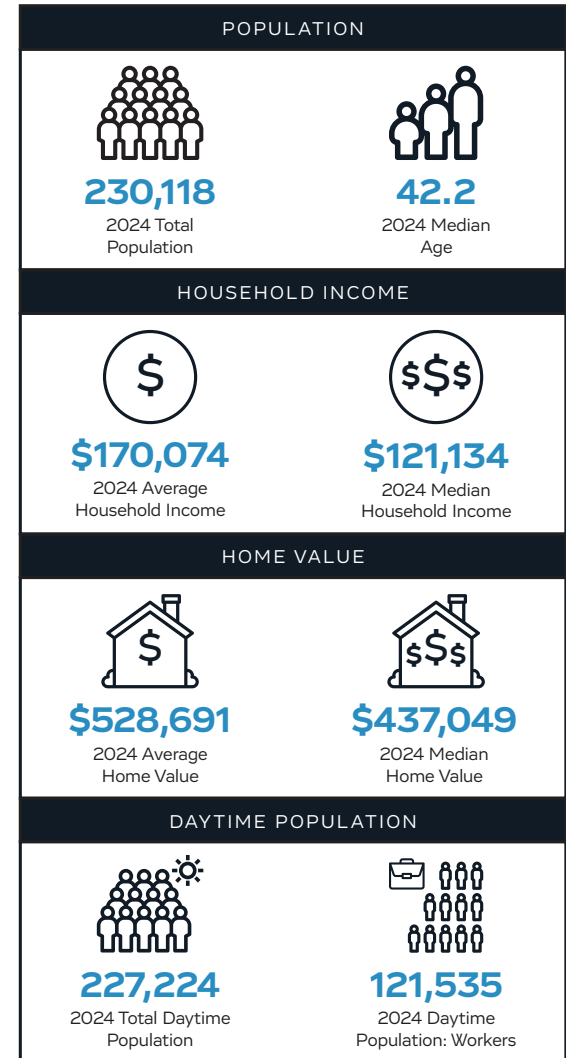 POPULATION
230,118
2024 Total
Population
42.2
2024 Median
Age
HOUSEHOLD INCOME
$
$170,074
2024 Average
Household Income
$$$
$121,134
2024 Median
Household Income
HOME VALUE
$
$528,691
2024 Average
Home Value
$$$
$437,049
2024 Median
Home Value
DAYTIME POPULATION
227,224
2024 Total Daytime
Population
121,535
2024 Daytime
Population: Workers